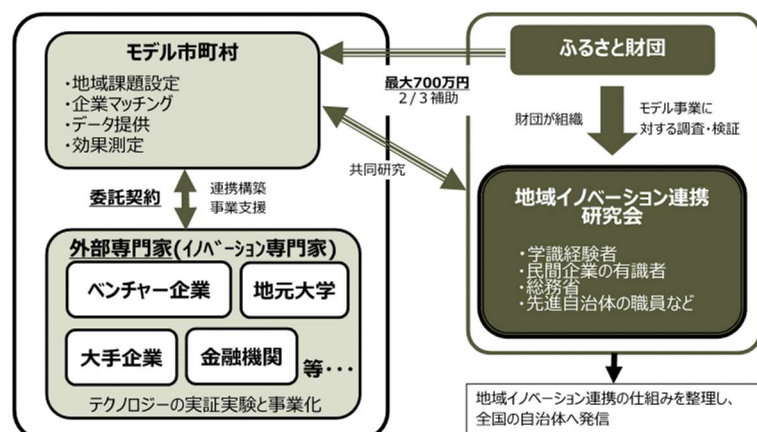 モデル市町村
・地域課題設定
・企業マッチング
・データ提供
・効果測定
ふるさと財団
最大700万円
2/3補助
財団が組織
モデル事業に
対する調査・検証
共同研究
委託契約
連携構築
事業支援
地域イノベーション連携
研究会
・学識経験者
・民間企業の有識者
・総務省
・先進自治体の職員など
外部専門家(イノベーション専門家)
ベンチャー企業
地元大学
大手企業
金融機関
等・・・
テクノロジーの実証実験と事業化
地域イノベーション連携の仕組みを整理し、
全国の自治体へ発信